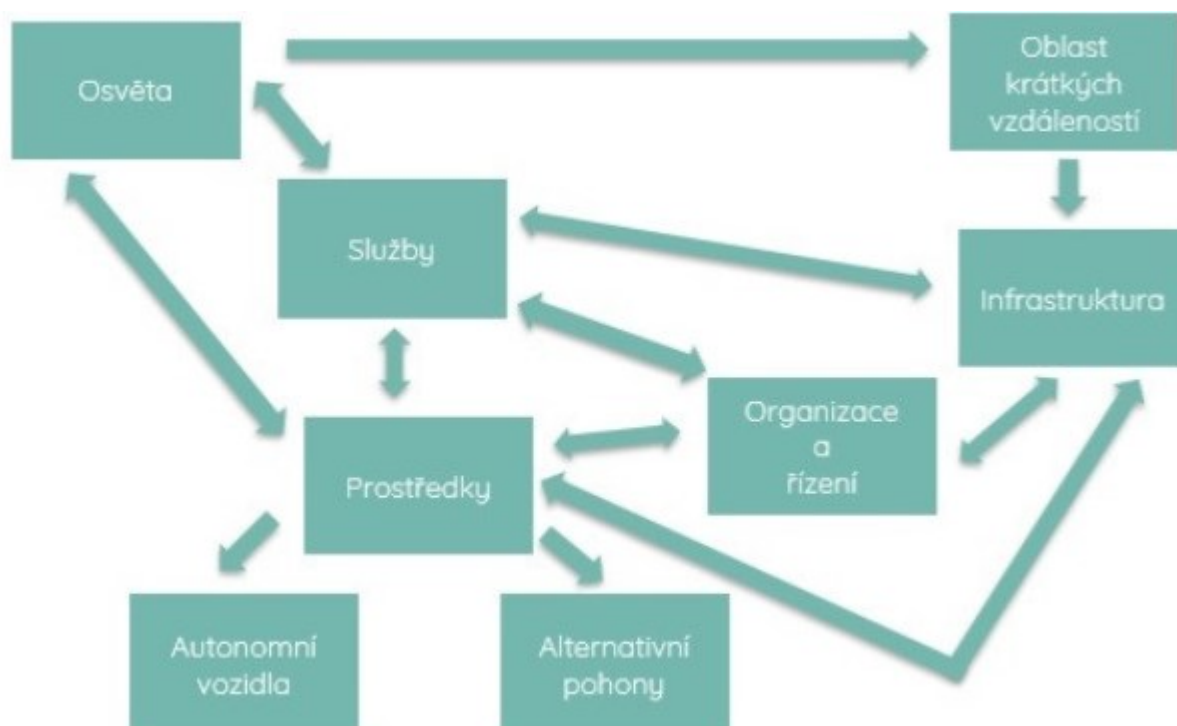 Osvěta
Oblast
krátkých
vzdáleností
Služby
Infrastruktura
Organizace
a
řízení
Prostředky
Autonomní
vozidla
Alternativní
pohony